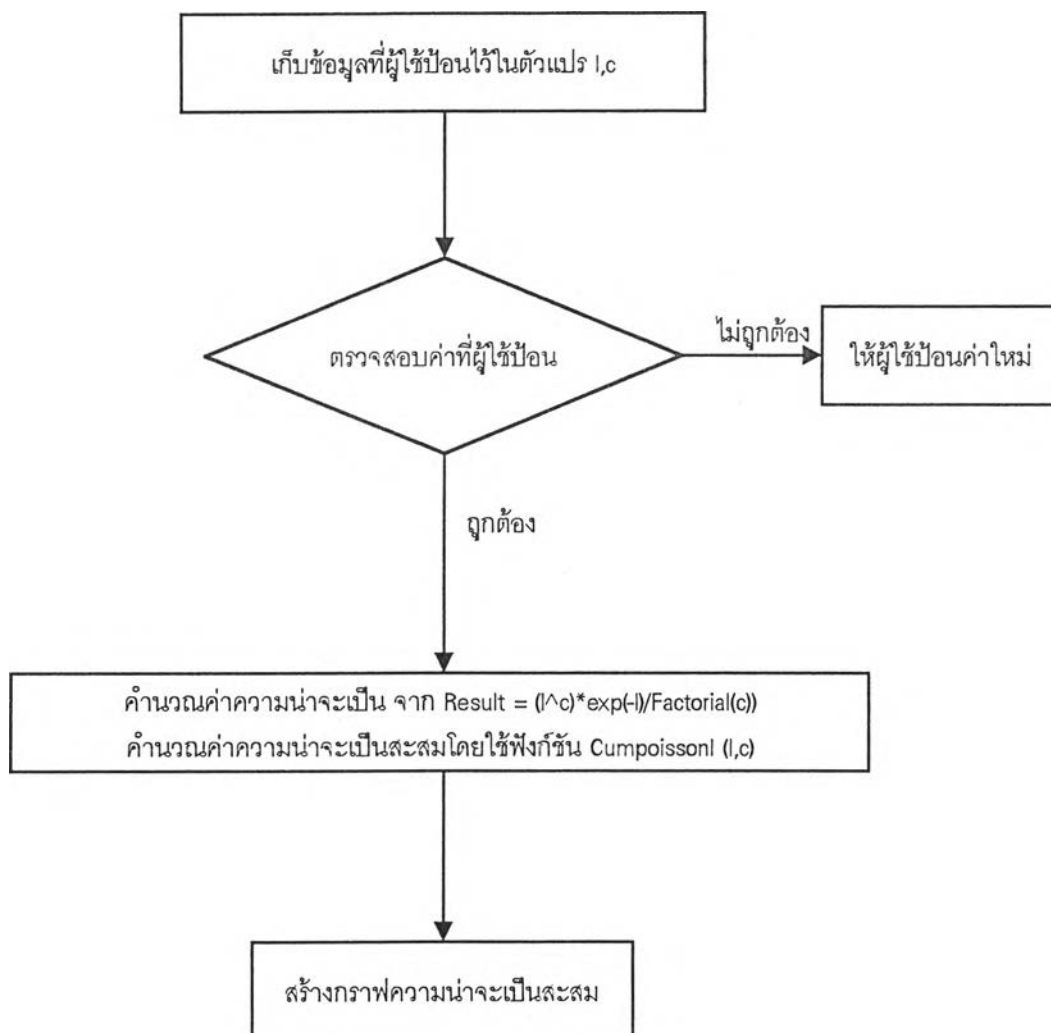 เก็บข้อมูลที่ผู้ใช้ป้อนไว้ในตัวแปร l,c
ตรวจสอบค่าที่ผู้ใช้ป้อน
ไม่ถูกต้อง
ให้ผู้ใช้ป้อนค่าใหม่
ถูกต้อง
คำนวณค่าความน่าจะเป็น จาก Result = (l^c)*exp(-l)/Factorial(c))
คำนวณค่าความน่าจะเป็นสะสมโดยใช้ฟังก์ชัน Cumpoissonl (l,c)
สร้างกราฟความน่าจะเป็นสะสม